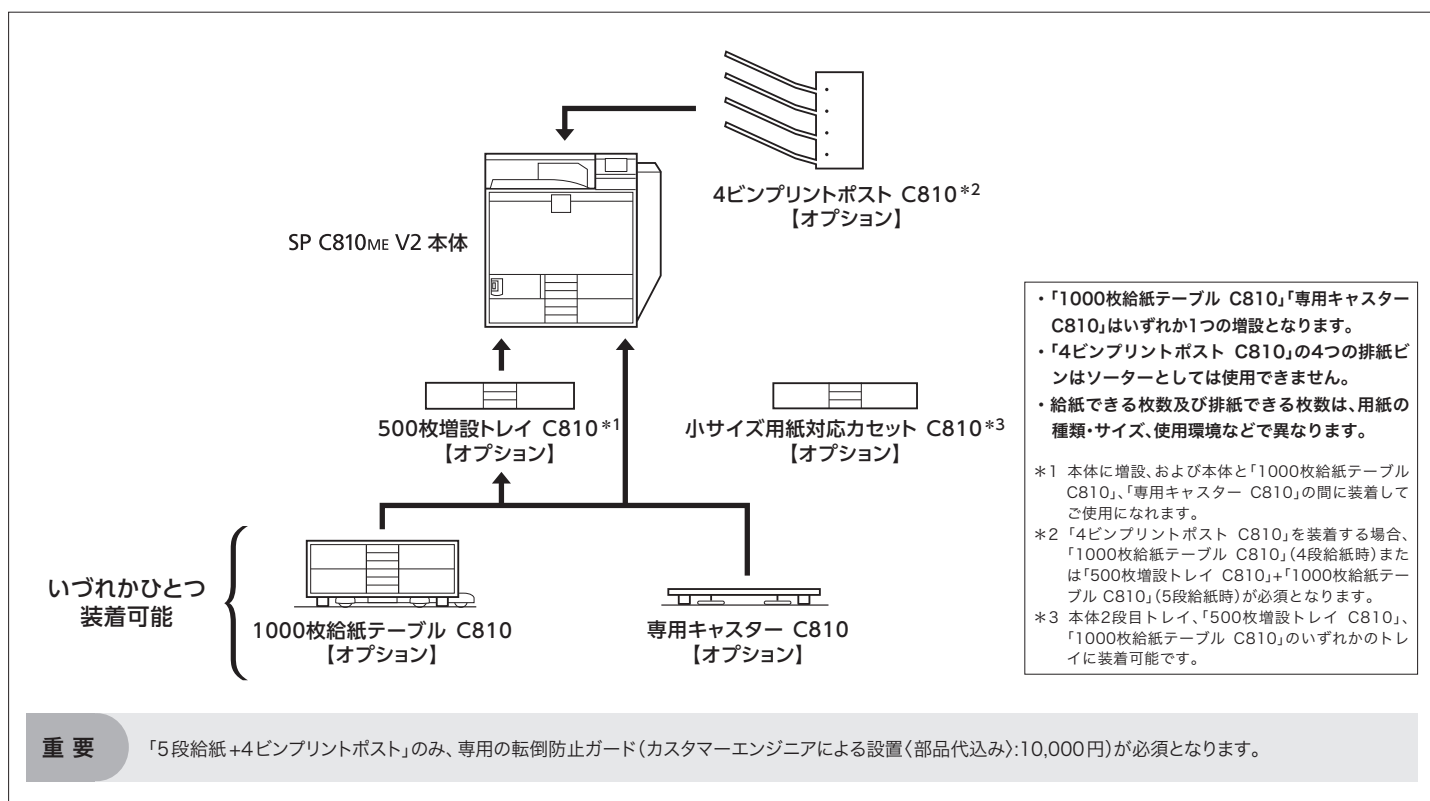 4ビンプリントポスト C810*2
【オプション】
SP C810ME V2 本体
500枚増設トレイ C810*1
【オプション】
小サイズ用紙対応カセット C810*3
【オプション】
いづれかひとつ
装着可能
1000枚給紙テーブル C810
【オプション】
専用キャスター C810
【オプション】
・「1000枚給紙テーブル C810」「専用キャスター
C810」はいずれか1つの増設となります。
・「4ビンプリントポスト C810」の4つの排紙ビ
ンはソーターとしては使用できません。
・給紙できる枚数及び排紙できる枚数は、用紙の
種類・サイズ、使用環境などで異なります。
*1 本体に増設、および本体と「1000枚給紙テーブル
C810」、「専用キャスター C810」の間に装着して
ご使用になれます。
*2 「4ビンプリントポスト C810」を装着する場合、
「1000枚給紙テーブル C810」(4段給紙時)また
は「500枚増設トレイ C810」+「1000枚給紙テー
ブル C810」(5段給紙時)が必須となります。
*3 本体2段目トレイ、「500枚増設トレイ C810」、
「1000枚給紙テーブル C810」のいずれかのトレ
イに装着可能です。
重要 「5段給紙+4ビンプリントポスト」のみ、専用の転倒防止ガード(カスタマーエンジニアによる設置〈部品代込み〉:10,000円)が必須となります。